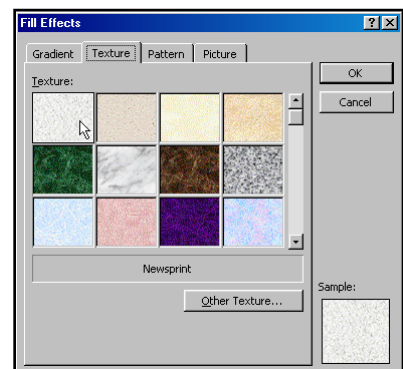 Fill Effects
Gradient Texture Pattern Picture
Texture:
OK
Cancel
Newsprint
Other Texture...
Sample: